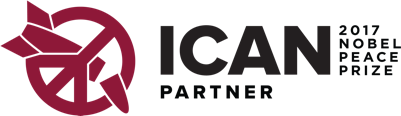 ICAN
PARTNER
2017
NOBEL
PEACE
PRIZE